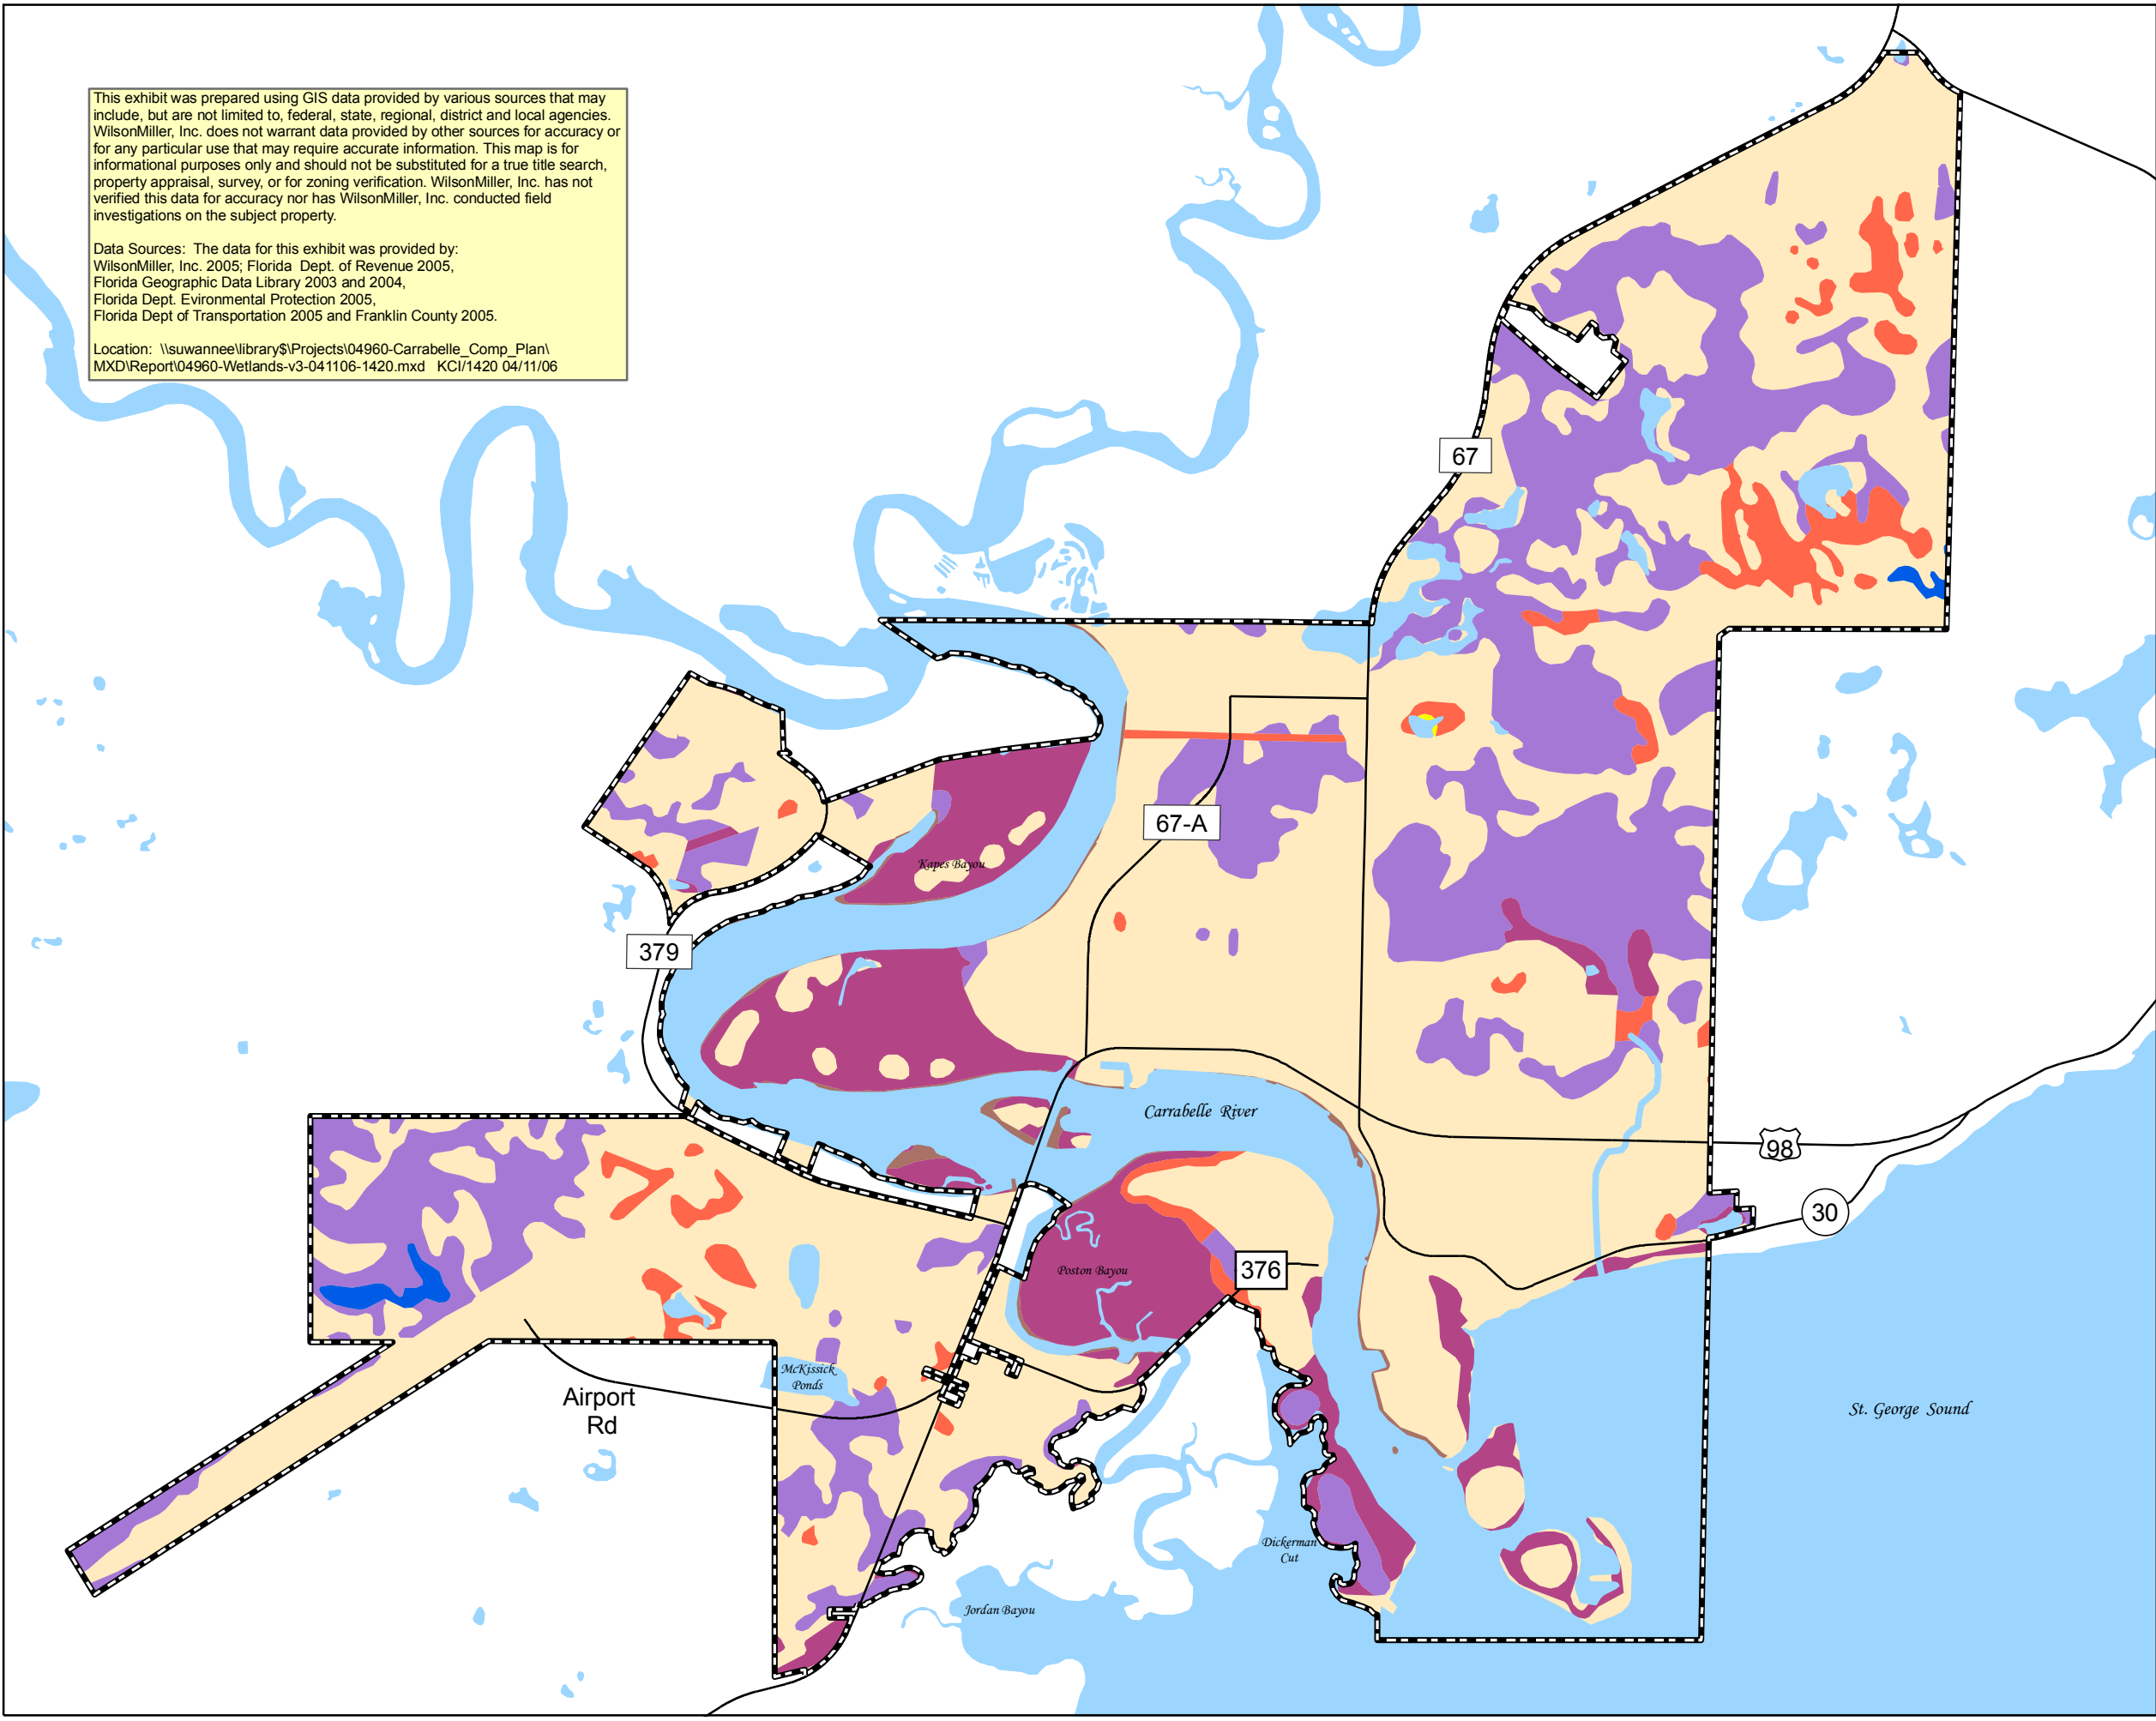 This exhibit was prepared using GIS data provided by various sources that may
include, but are not limited to, federal, state, regional, district and local agencies.
WilsonMiller, Inc. does not warrant data provided by other sources for accuracy or
for any particular use that may require accurate information. This map is for
informational purposes only and should not be substituted for a true title search,
property appraisal, survey, or for zoning verification. WilsonMiller, Inc. has not
verified this data for accuracy nor has WilsonMiller, Inc. conducted field
investigations on the subject property.
Data Sources:  The data for this exhibit was provided by:
WilsonMiller, Inc. 2005; Florida  Dept. of Revenue 2005,
Florida Geographic Data Library 2003 and 2004,
Florida Dept. Evironmental Protection 2005,
Florida Dept of Transportation 2005 and Franklin County 2005.
Location:  \\suwannee\library$\Projects\04960-Carrabelle_Comp_Plan\
MXD\Report\04960-Wetlands-v3-041106-1420.mxd   KCI/1420 04/11/06
67
67-A
Kapes Bayou
379
Carrabelle River
98
30
376
Poston Bayou
McKissick
Ponds
Airport
Rd
St. George Sound
Dickerman
Cut
Jordan Bayou